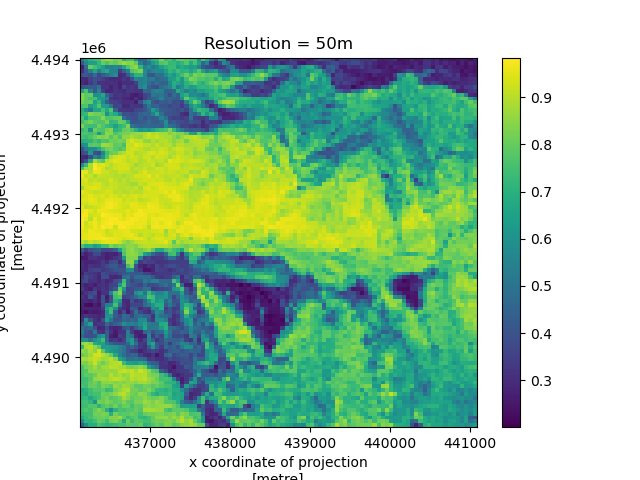 Resolution = 50m
1e6
4.494
4.493
4.492
4.491
4.490
y coordinate of projection
[metre]
437000 438000 439000 440000 441000
x coordinate of projection
[metre]
0.9
0.8
0.7
0.6
0.5
0.4
0.3